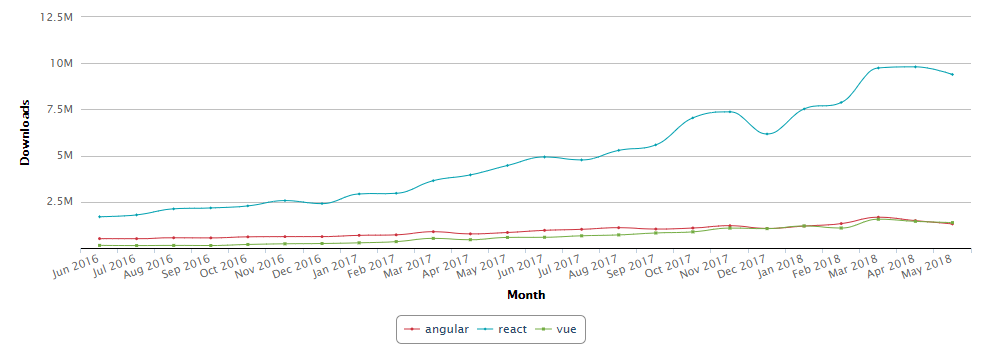 12.5M
10M
7.5M
5M
2.5M
Downloads
Jun 2016
Jul 2016
Aug 2016
Sep 2016
Oct 2016
Nov 2016
Dec 2016
Jan 2017
Feb 2017
Mar 2017
Apr 2017
May 2017
Jun 2017
Jul 2017
Aug 2017
Sep 2017
Oct 2017
Nov 2017
Dec 2017
Jan 2018
Feb 2018
Mar 2018
Apr 2018
May 2018
Month
angular react vue